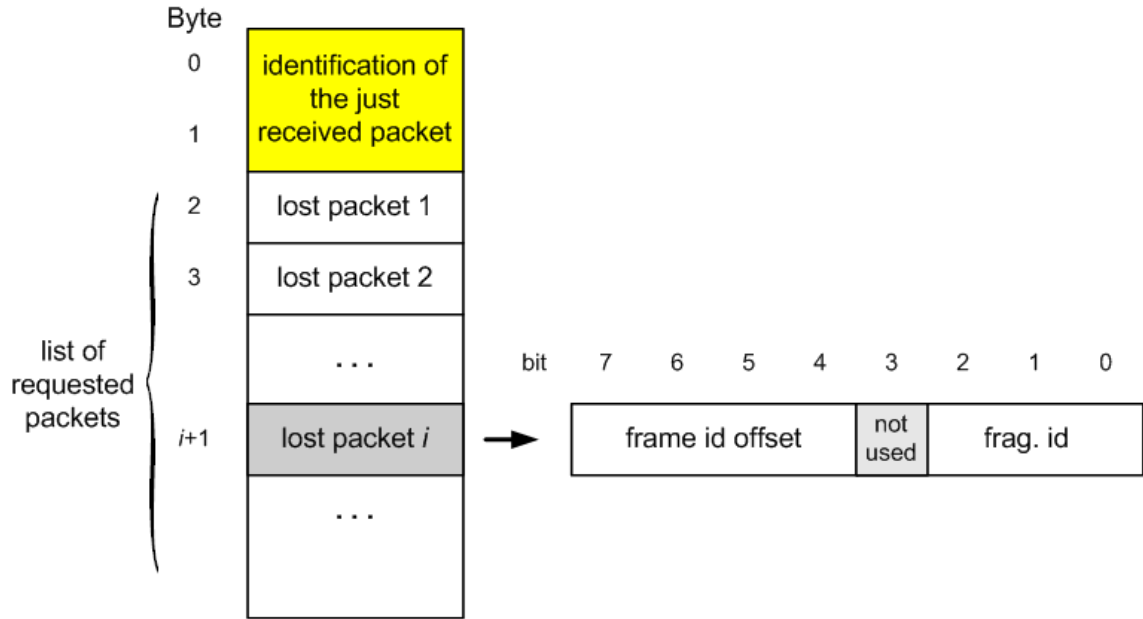 Byte
0
identification of
the just
received packet
1
2
lost packet 1
3
lost packet 2
list of
requested
packets
. . .
i+1
lost packet i
. . .
bit 7 6 5 4 3 2 1 0
frame id offset
not
used
frag. id